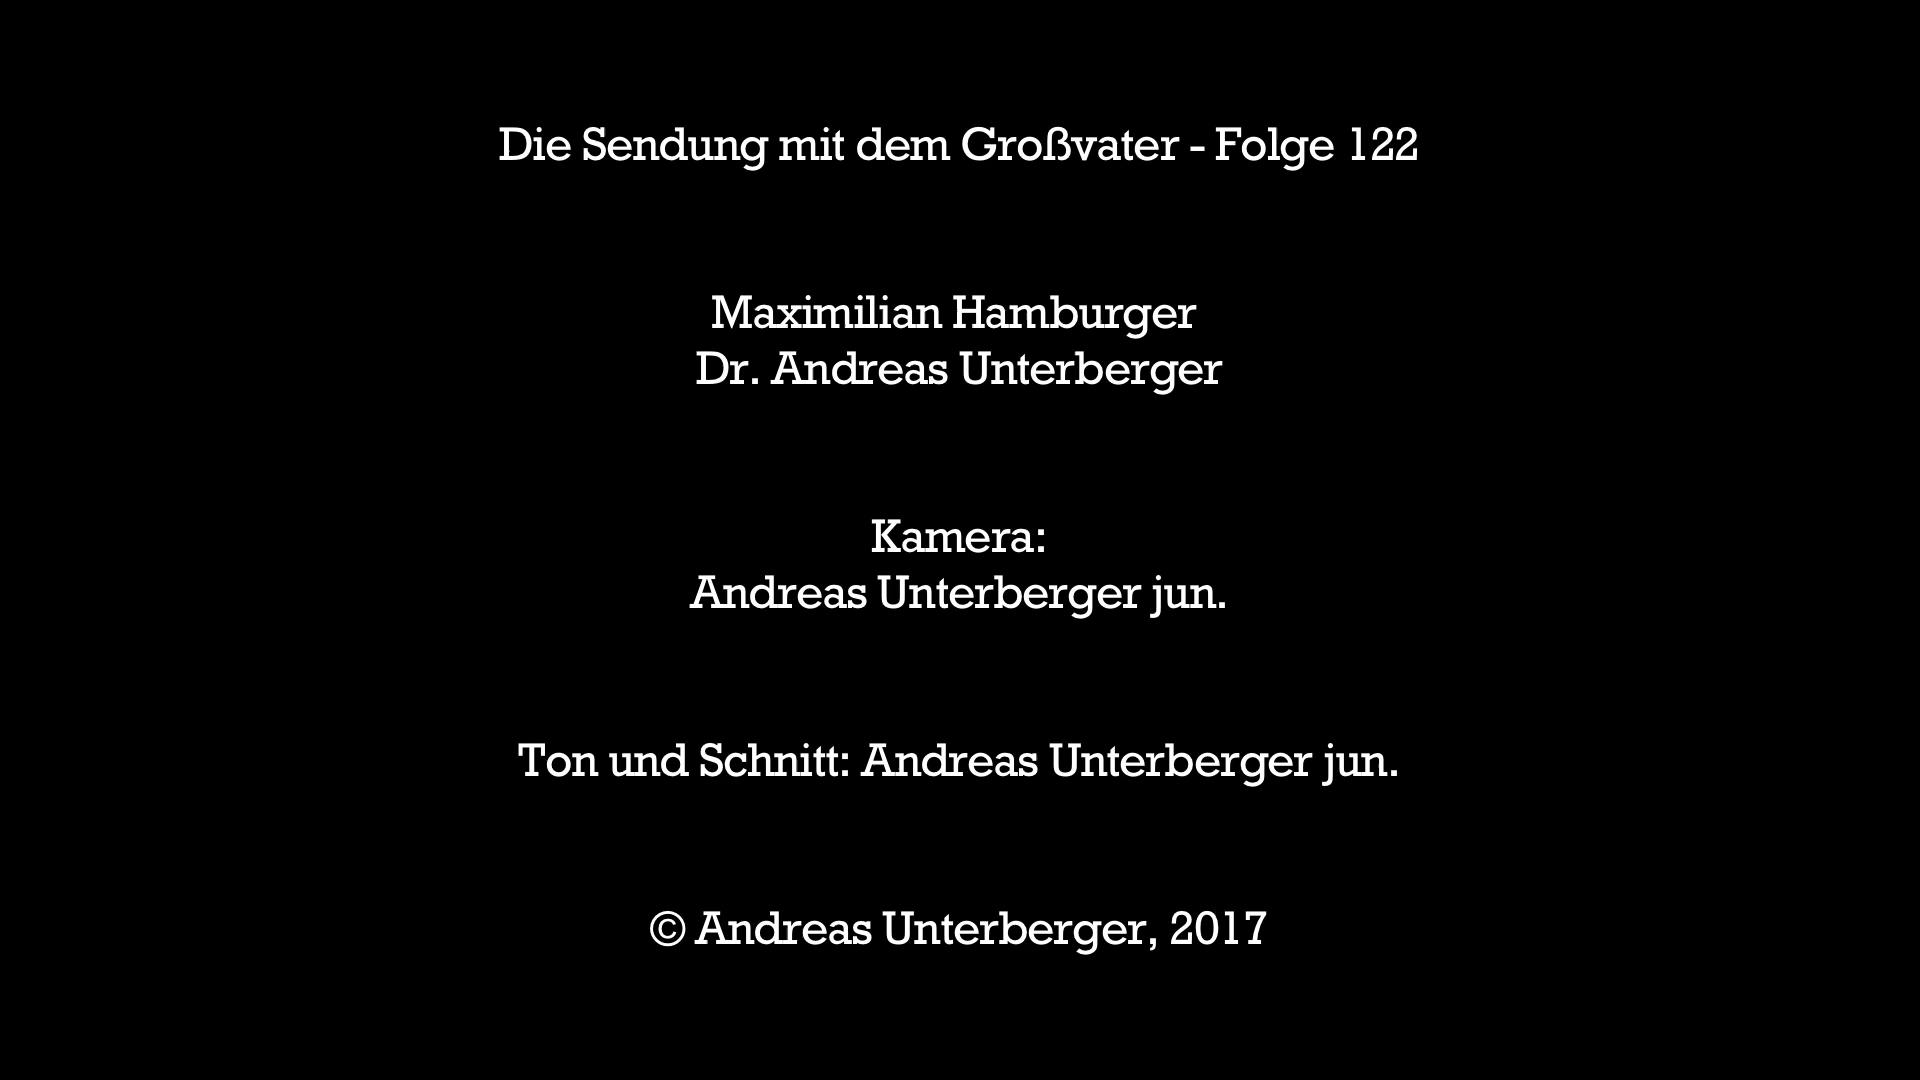 Die Sendung mit dem Großvater - Folge 122
Maximilian Hamburger
Dr. Andreas Unterberger
Kamera:
Andreas Unterberger jun.
Ton und Schnitt: Andreas Unterberger jun.
© Andreas Unterberger, 2017